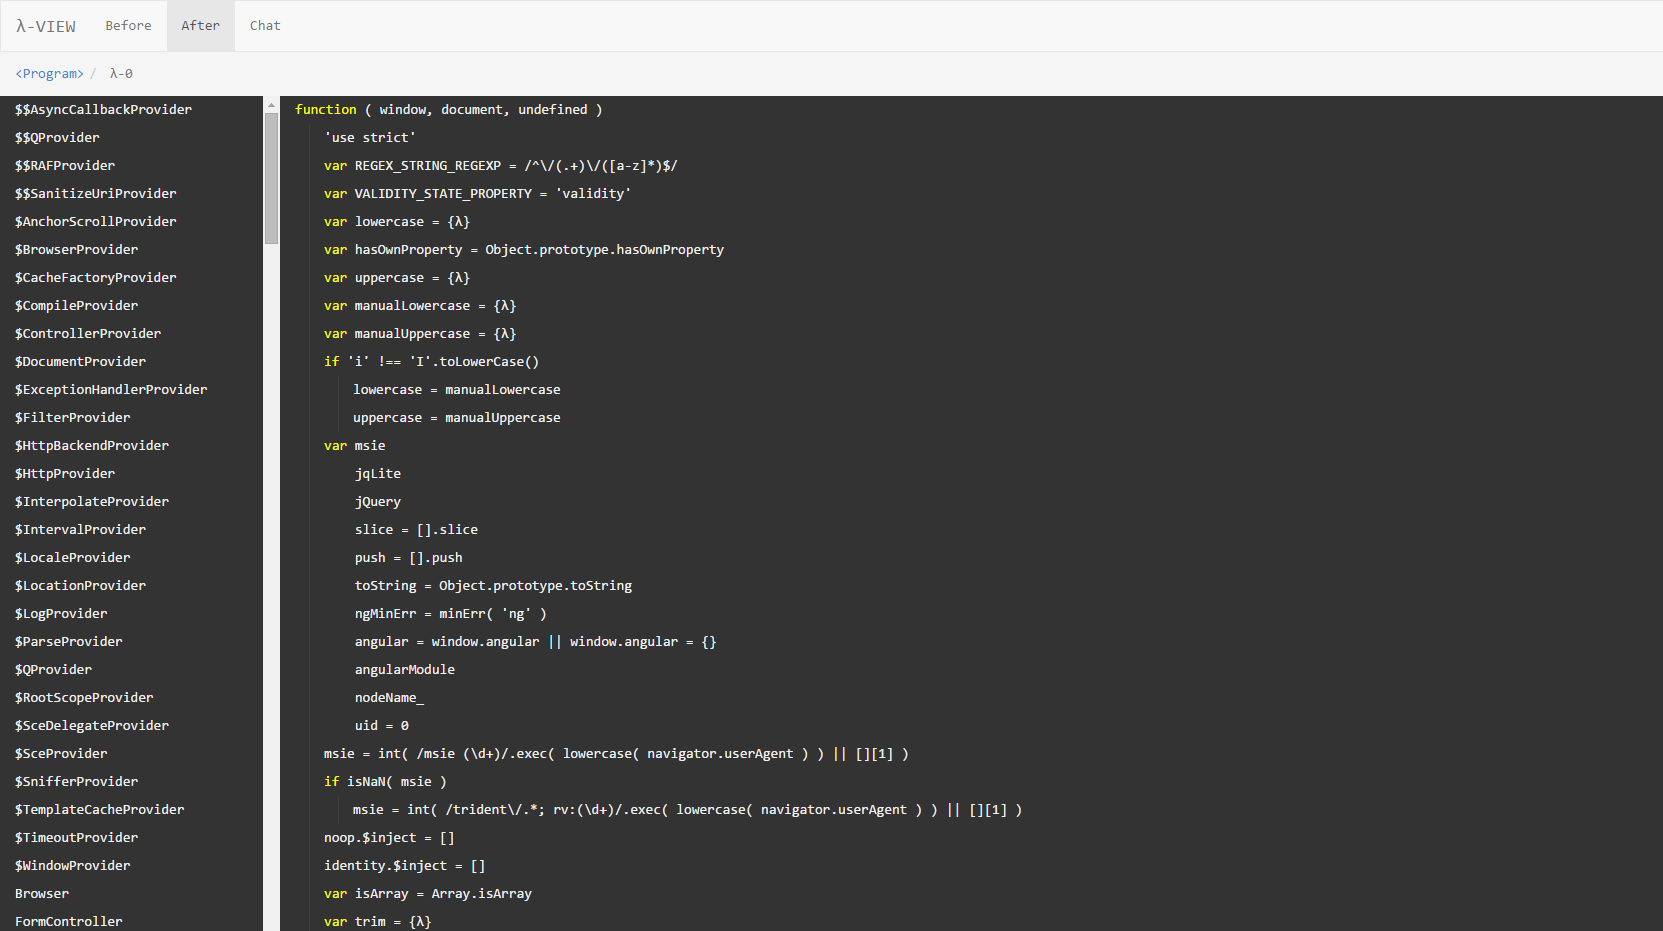 λ-VIEW Before After Chat
<Program> / λ-0
$$AsyncCallbackProvider
$$QProvider
$$RAFProvider
$$SanitizeUriProvider
$AnchorScrollProvider
$BrowserProvider
$CacheFactoryProvider
$CompileProvider
$ControllerProvider
$DocumentProvider
$ExceptionHandlerProvider
$FilterProvider
$HttpBackendProvider
$HttpProvider
$InterpolateProvider
$IntervalProvider
$LocaleProvider
$LocationProvider
$LogProvider
$ParseProvider
$QProvider
$RootScopeProvider
$SceDelegateProvider
$SceProvider
$SnifferProvider
$TemplateCacheProvider
$TimeoutProvider
$WindowProvider
Browser
FormController
function ( window, document, undefined )
'use strict'
var REGEX_STRING_REGEXP = /^\/(.+)\/([a-z]*)$/
var VALIDITY_STATE_PROPERTY = 'validity'
var lowercase = {λ}
var hasOwnProperty = Object.prototype.hasOwnProperty
var uppercase = {λ}
var manualLowercase = {λ}
var manualUppercase = {λ}
if 'i' !== 'I'.toLowerCase()
lowercase = manualLowercase
uppercase = manualUppercase
var msie
jqLite
jQuery
slice = [].slice
push = [].push
toString = Object.prototype.toString
ngMinErr = minErr( 'ng' )
angular = window.angular || window.angular = {}
angularModule
nodeName_
uid = 0
msie = int( /msie (\d+)/.exec( lowercase( navigator.userAgent ) ) || [][1] )
if isNaN( msie )
msie = int( /trident\/.*; rv:(\d+)/.exec( lowercase( navigator.userAgent ) ) || [][1] )
noop.$inject = []
identity.$inject = []
var isArray = Array.isArray
var trim = {λ}